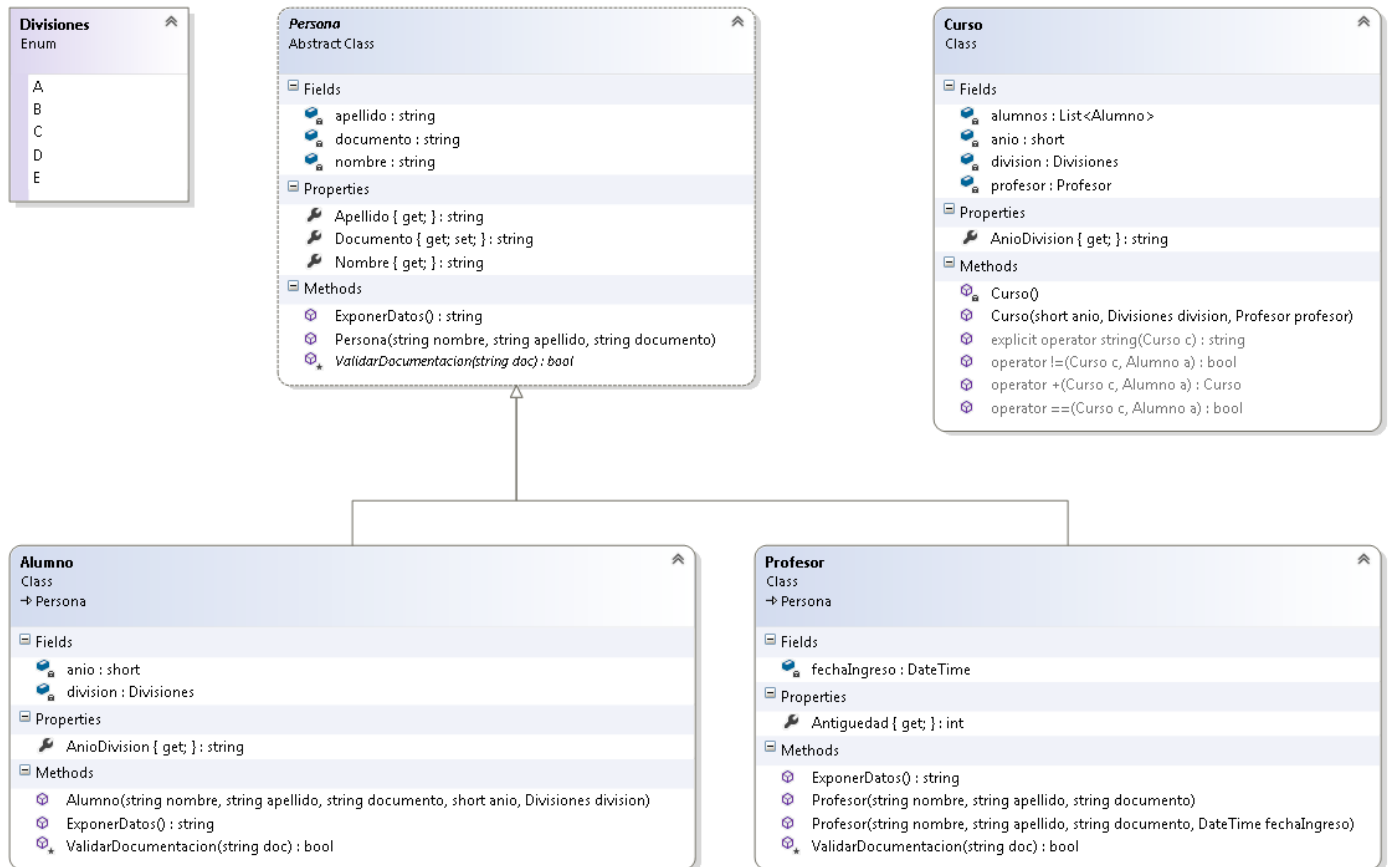 Divisiones
Enum
A
B
C
D
E
Persona
Abstract Class
Fields
apellido : string
documento : string
nombre : string
Properties
Apellido { get; } : string
Documento { get; set; } : string
Nombre { get; } : string
Methods
ExponerDatos() : string
Persona(string nombre, string apellido, string documento)
ValidarDocumentacion(string doc) : bool
Curso
Class
Fields
alumnos : List<Alumno>
anio : short
division : Divisiones
profesor : Profesor
Properties
AnioDivision { get; } : string
Methods
Curso()
Curso(short anio, Divisiones division, Profesor profesor)
explicit operator string(Curso c) : string
operator !=(Curso c, Alumno a) : bool
operator +(Curso c, Alumno a) : Curso
operator ==(Curso c, Alumno a) : bool
Alumno
Class
Persona
Fields
anio : short
division : Divisiones
Properties
AnioDivision { get; } : string
Methods
Alumno(string nombre, string apellido, string documento, short anio, Divisiones division)
ExponerDatos() : string
ValidarDocumentacion(string doc) : bool
Profesor
Class
Persona
Fields
fechaIngreso : DateTime
Properties
Antiguedad { get; } : int
Methods
ExponerDatos() : string
Profesor(string nombre, string apellido, string documento)
Profesor(string nombre, string apellido, string documento, DateTime fechaIngreso)
ValidarDocumentacion(string doc) : bool